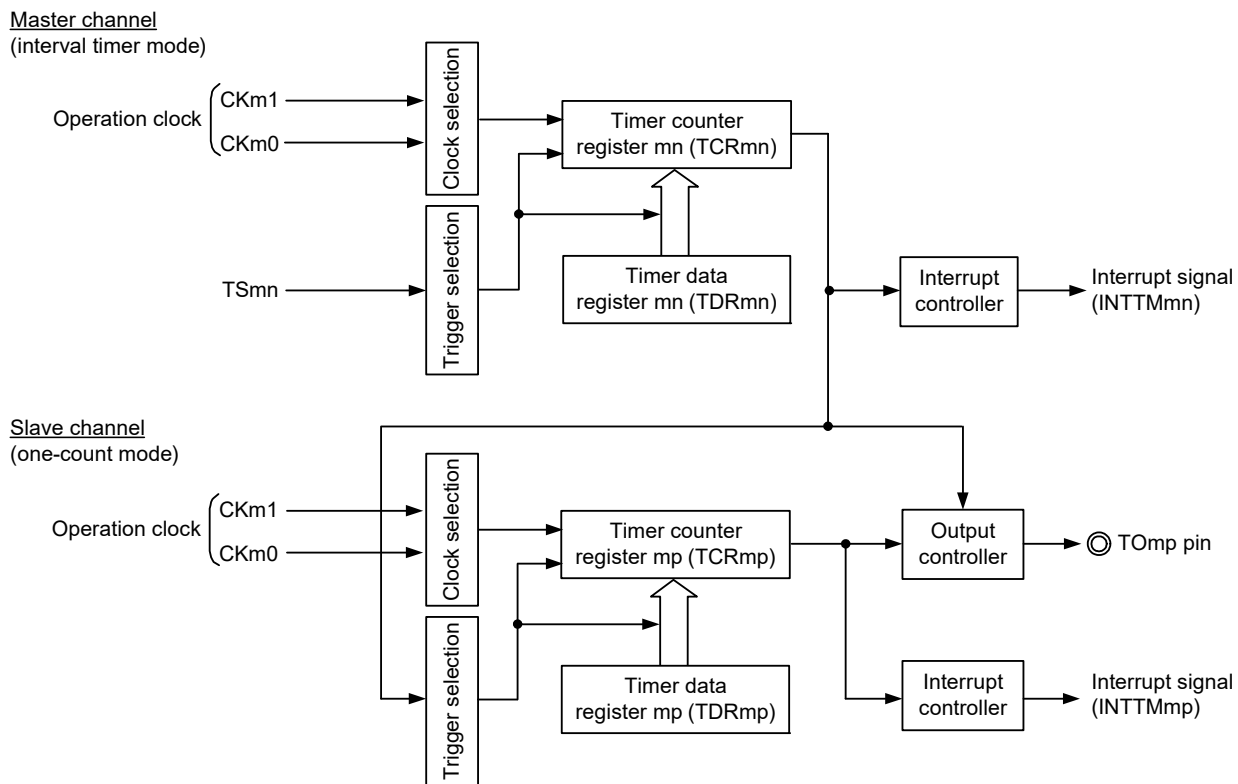 Master channel
(interval timer mode)
Operation clock
CKm1
CKm0
Clock selection
Timer counter
register mn (TCRmn)
TSmn
Trigger selection
Timer data
register mn (TDRmn)
Interrupt
controller
Interrupt signal
(INTTMmn)
Slave channel
(one-count mode)
Operation clock
CKm1
CKm0
Clock selection
Timer counter
register mp (TCRmp)
Output
controller
TOmp pin
Trigger selection
Timer data
register mp (TDRmp)
Interrupt
controller
Interrupt signal
(INTTMmp)